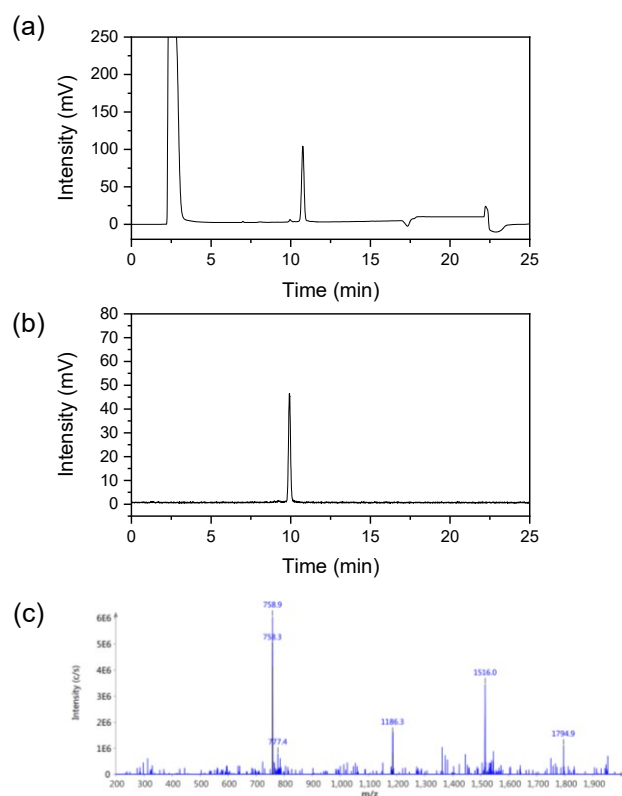 (a)
250
200
150
100
50
0
Intensity (mV)
0 5 10 15 20 25
Time (min)
(b)
80
70
60
50
40
30
20
10
0
Intensity (mV)
0 5 10 15 20 25
Time (min)
(c)
758.9
6E6
758.3
5E6
1516.0
4E6
3E6
1186.3
2E6
1794.9
777.4
1E6
0
Intensity (c/s)
200 300 400 500 600 700 800 900 1,000 1,100 1,200 1,300 1,400 1,500 1,600 1,700 1,800 1,900
m/z